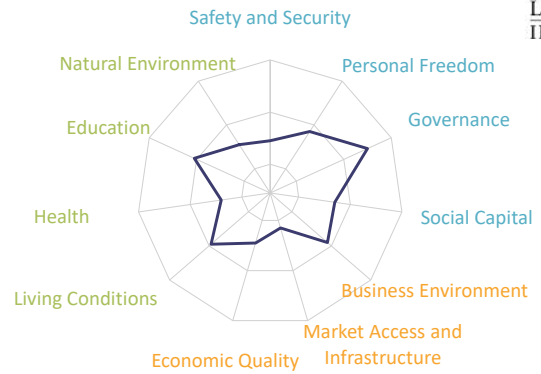 Safety and Security
Natural Environment
Personal Freedom
Education
Governance
Health
Social Capital
Living Conditions
Business Environment
Market Access and
Infrastructure
Economic Quality